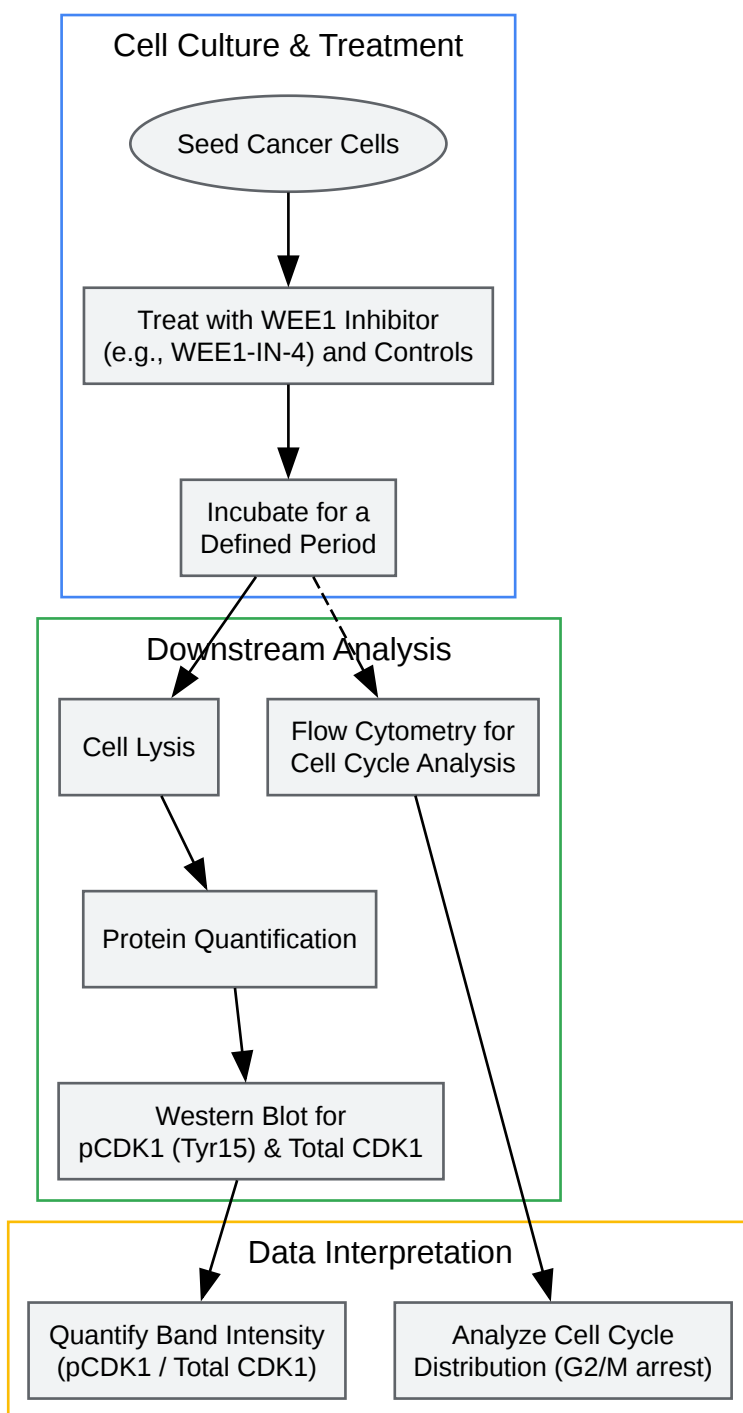 Cell Culture & Treatment
Seed Cancer Cells
Treat with WEE1 Inhibitor
(e.g., WEE1-IN-4) and Controls
Incubate for a
Defined Period
Downstream Analysis
Cell Lysis
Flow Cytometry for
Cell Cycle Analysis
Protein Quantification
Western Blot for
pCDK1 (Tyr15) & Total CDK1
Data Interpretation
Quantify Band Intensity
(pCDK1 / Total CDK1)
Analyze Cell Cycle
Distribution (G2/M arrest)